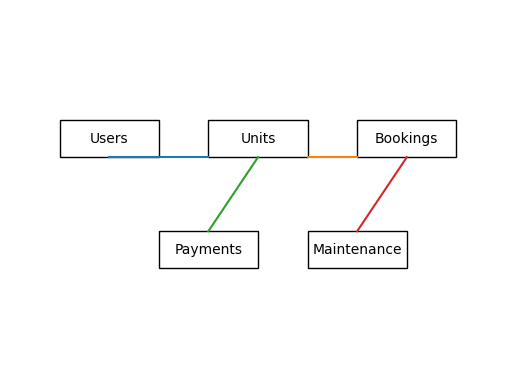 Users
Units
Bookings
Payments
Maintenance